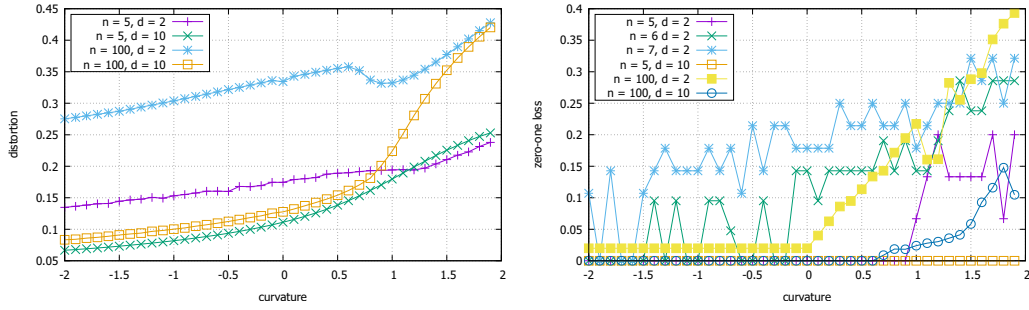 n = 5, d = 2
n = 5, d = 10
n = 100, d = 2
n = 100, d = 10
0.45
0.4
0.35
0.3
0.25
0.2
0.15
0.1
0.05
distortion
-2 -1.5 -1 -0.5 0 0.5 1 1.5 2
curvature
n = 5, d = 2
n = 6 d = 2
n = 7, d = 2
n = 5, d = 10
n = 100, d = 2
n = 100, d = 10
0.4
0.35
0.3
0.25
0.2
0.15
0.1
0.05
0
zero-one loss
-2 -1.5 -1 -0.5 0 0.5 1 1.5 2
curvature